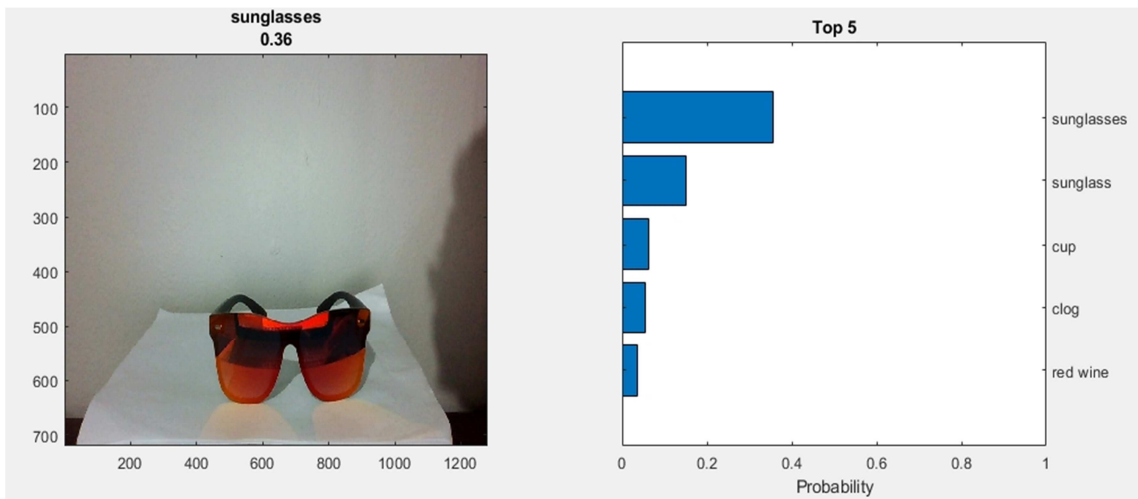 sunglasses
0.36
100
200
300
400
500
600
700
200 400 600 800 1000 1200
Top 5
sunglasses
sunglass
cup
clog
red wine
0 0.2 0.4 0.6 0.8 1
Probability